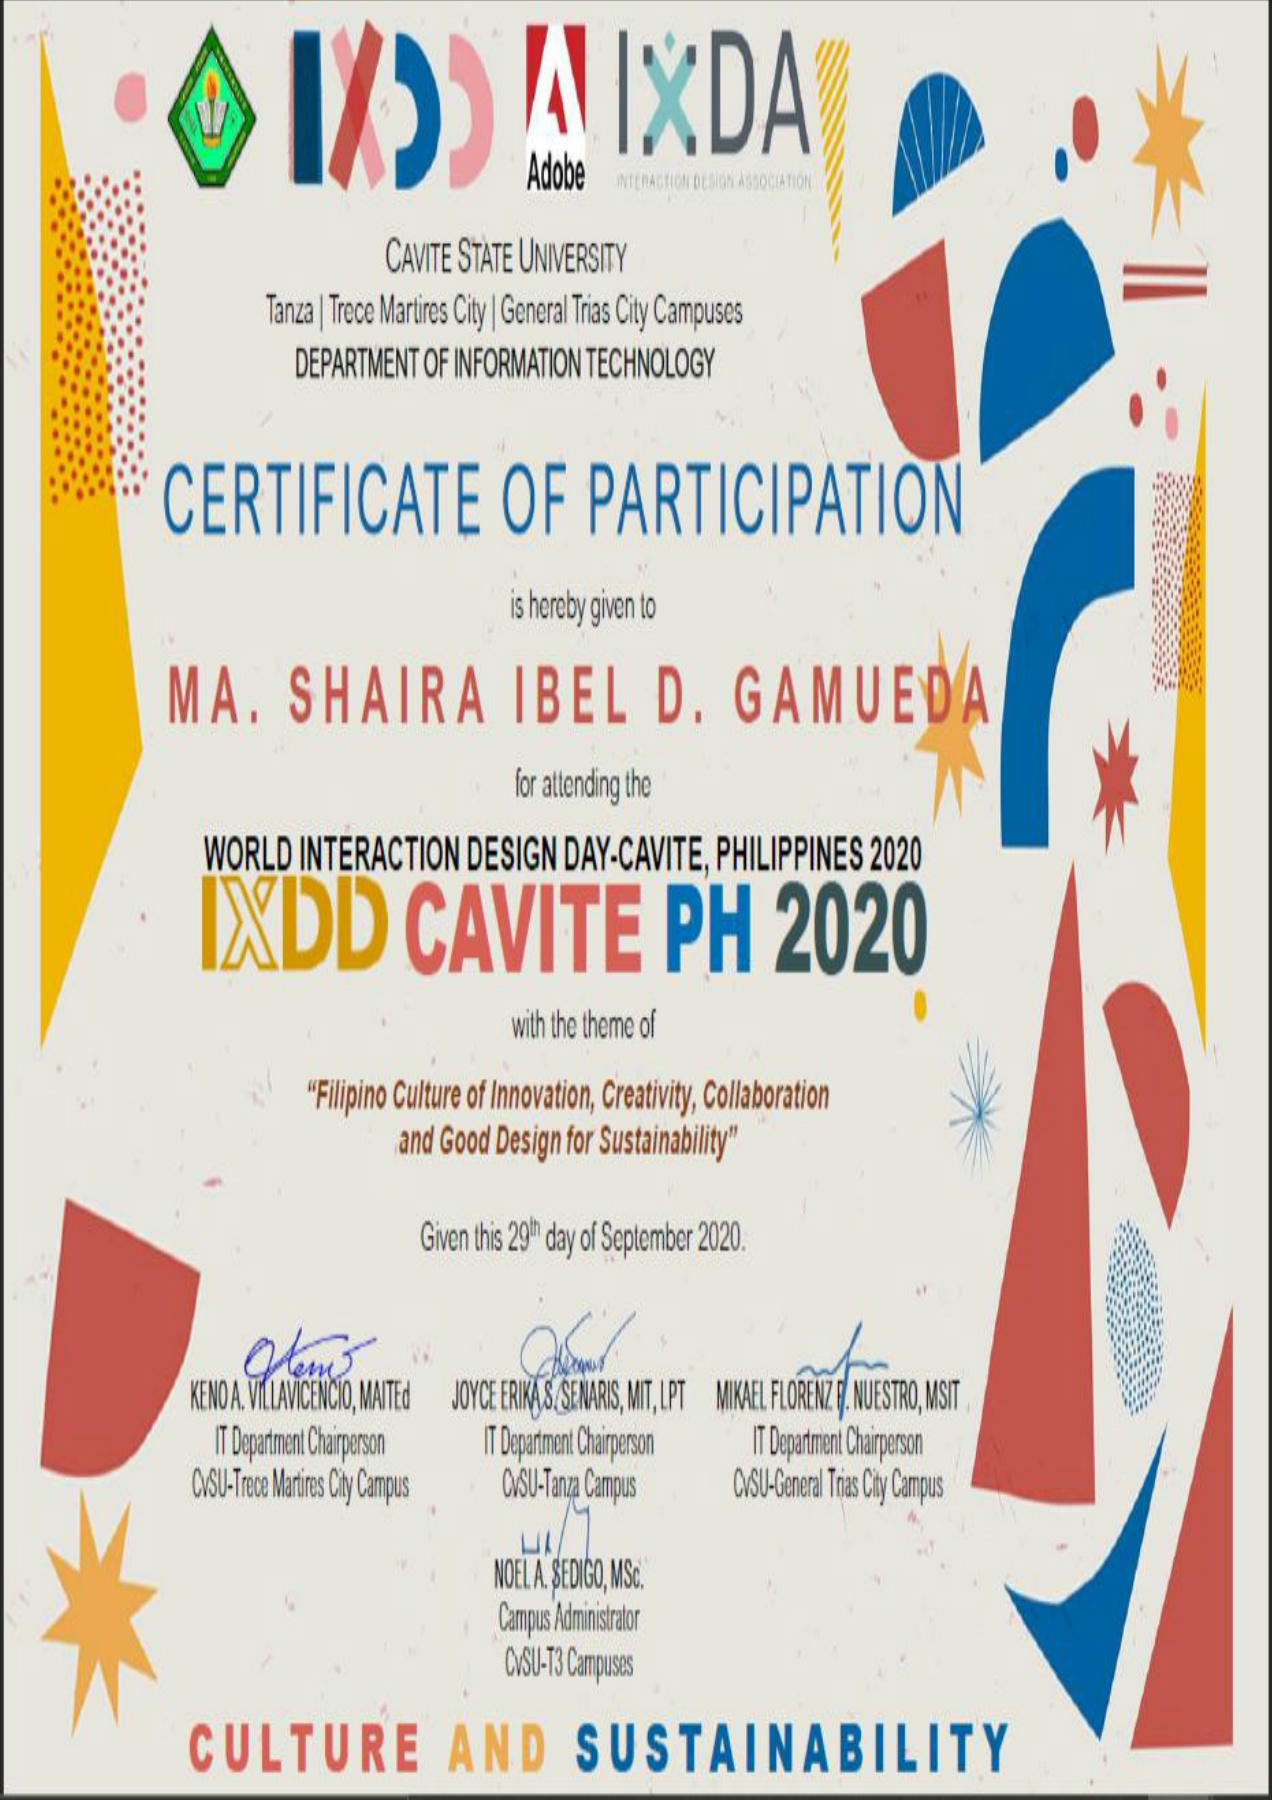 IXDD
Adobe
IXDA
INTERACTION DESIGN ASSOCIATION
CAVITE STATE UNIVERSITY
Tanza | Trece Martires City | General Trias City Campuses
DEPARTMENT OF INFORMATION TECHNOLOGY
CERTIFICATE OF PARTICIPATION
is hereby given to
MA. SHAIRA IBEL D. GAMUEDA
for attending the
WORLD INTERACTION DESIGN DAY-CAVITE, PHILIPPINES 2020
IXDD CAVITE PH 2020
with the theme of
“Filipino Culture of Innovation, Creativity, Collaboration
and Good Design for Sustainability”
Given this 29th day of September 2020.
KENO A. VILLAVICENCIO, MAITEd
IT Department Chairperson
CvSU-Trece Martires City Campus
JOYCE ERIKA S. SENARIS, MIT, LPT
IT Department Chairperson
CvSU-Tanza Campus
MIKAEL FLORENZ P. NUESTRO, MSIT
IT Department Chairperson
CvSU-General Trias City Campus
NOEL A. SEDIGO, MSc.
Campus Administrator
CvSU-T3 Campuses
CULTURE AND SUSTAINABILITY